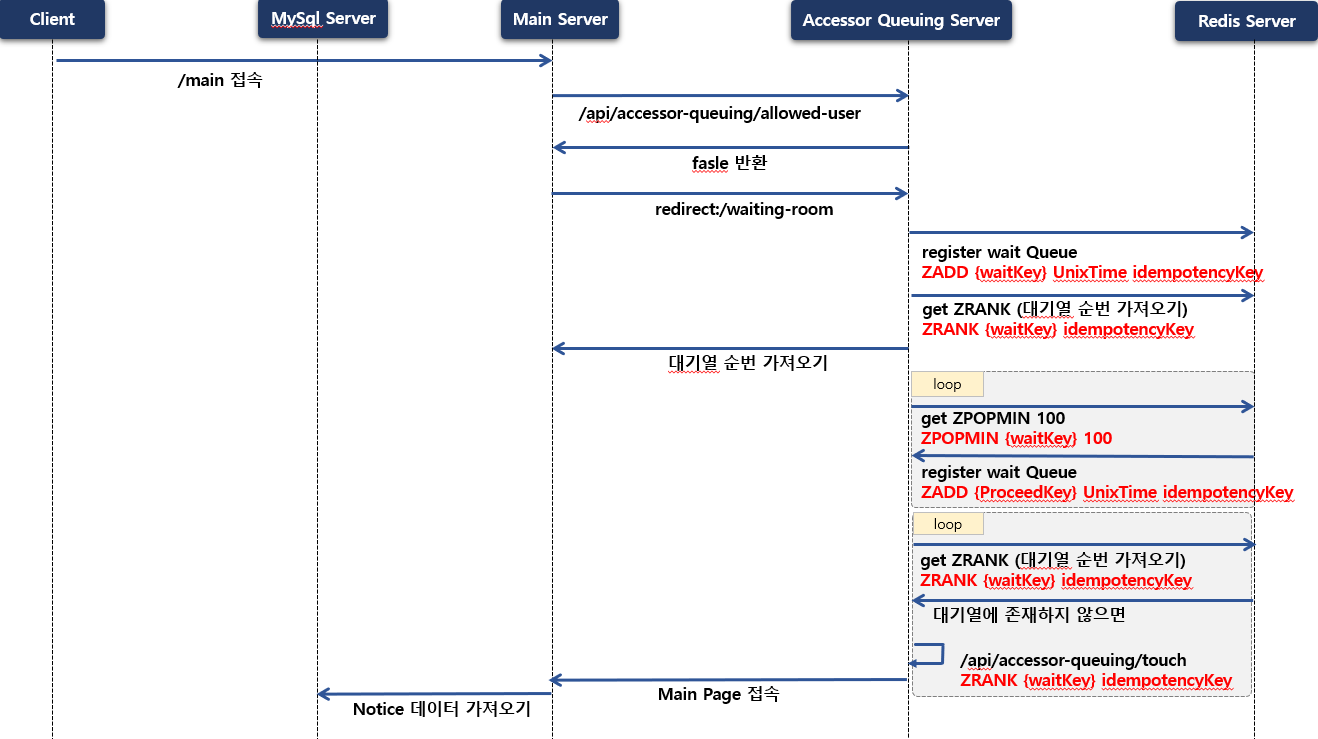 Client
MySql Server
Main Server
Accessor Queuing Server
Redis Server
/main 접속
/api/accessor-queuing/allowed-user
fasle 반환
redirect:/waiting-room
register wait Queue
ZADD {waitKey} UnixTime idempotencyKey
get ZRANK (대기열 순번 가져오기)
ZRANK {waitKey} idempotencyKey
대기열 순번 가져오기
loop
get ZPOPMIN 100
ZPOPMIN {waitKey} 100
register wait Queue
ZADD {ProceedKey} UnixTime idempotencyKey
loop
get ZRANK (대기열 순번 가져오기)
ZRANK {waitKey} idempotencyKey
대기열에 존재하지 않으면
/api/accessor-queuing/touch
ZRANK {waitKey} idempotencyKey
Main Page 접속
Notice 데이터 가져오기